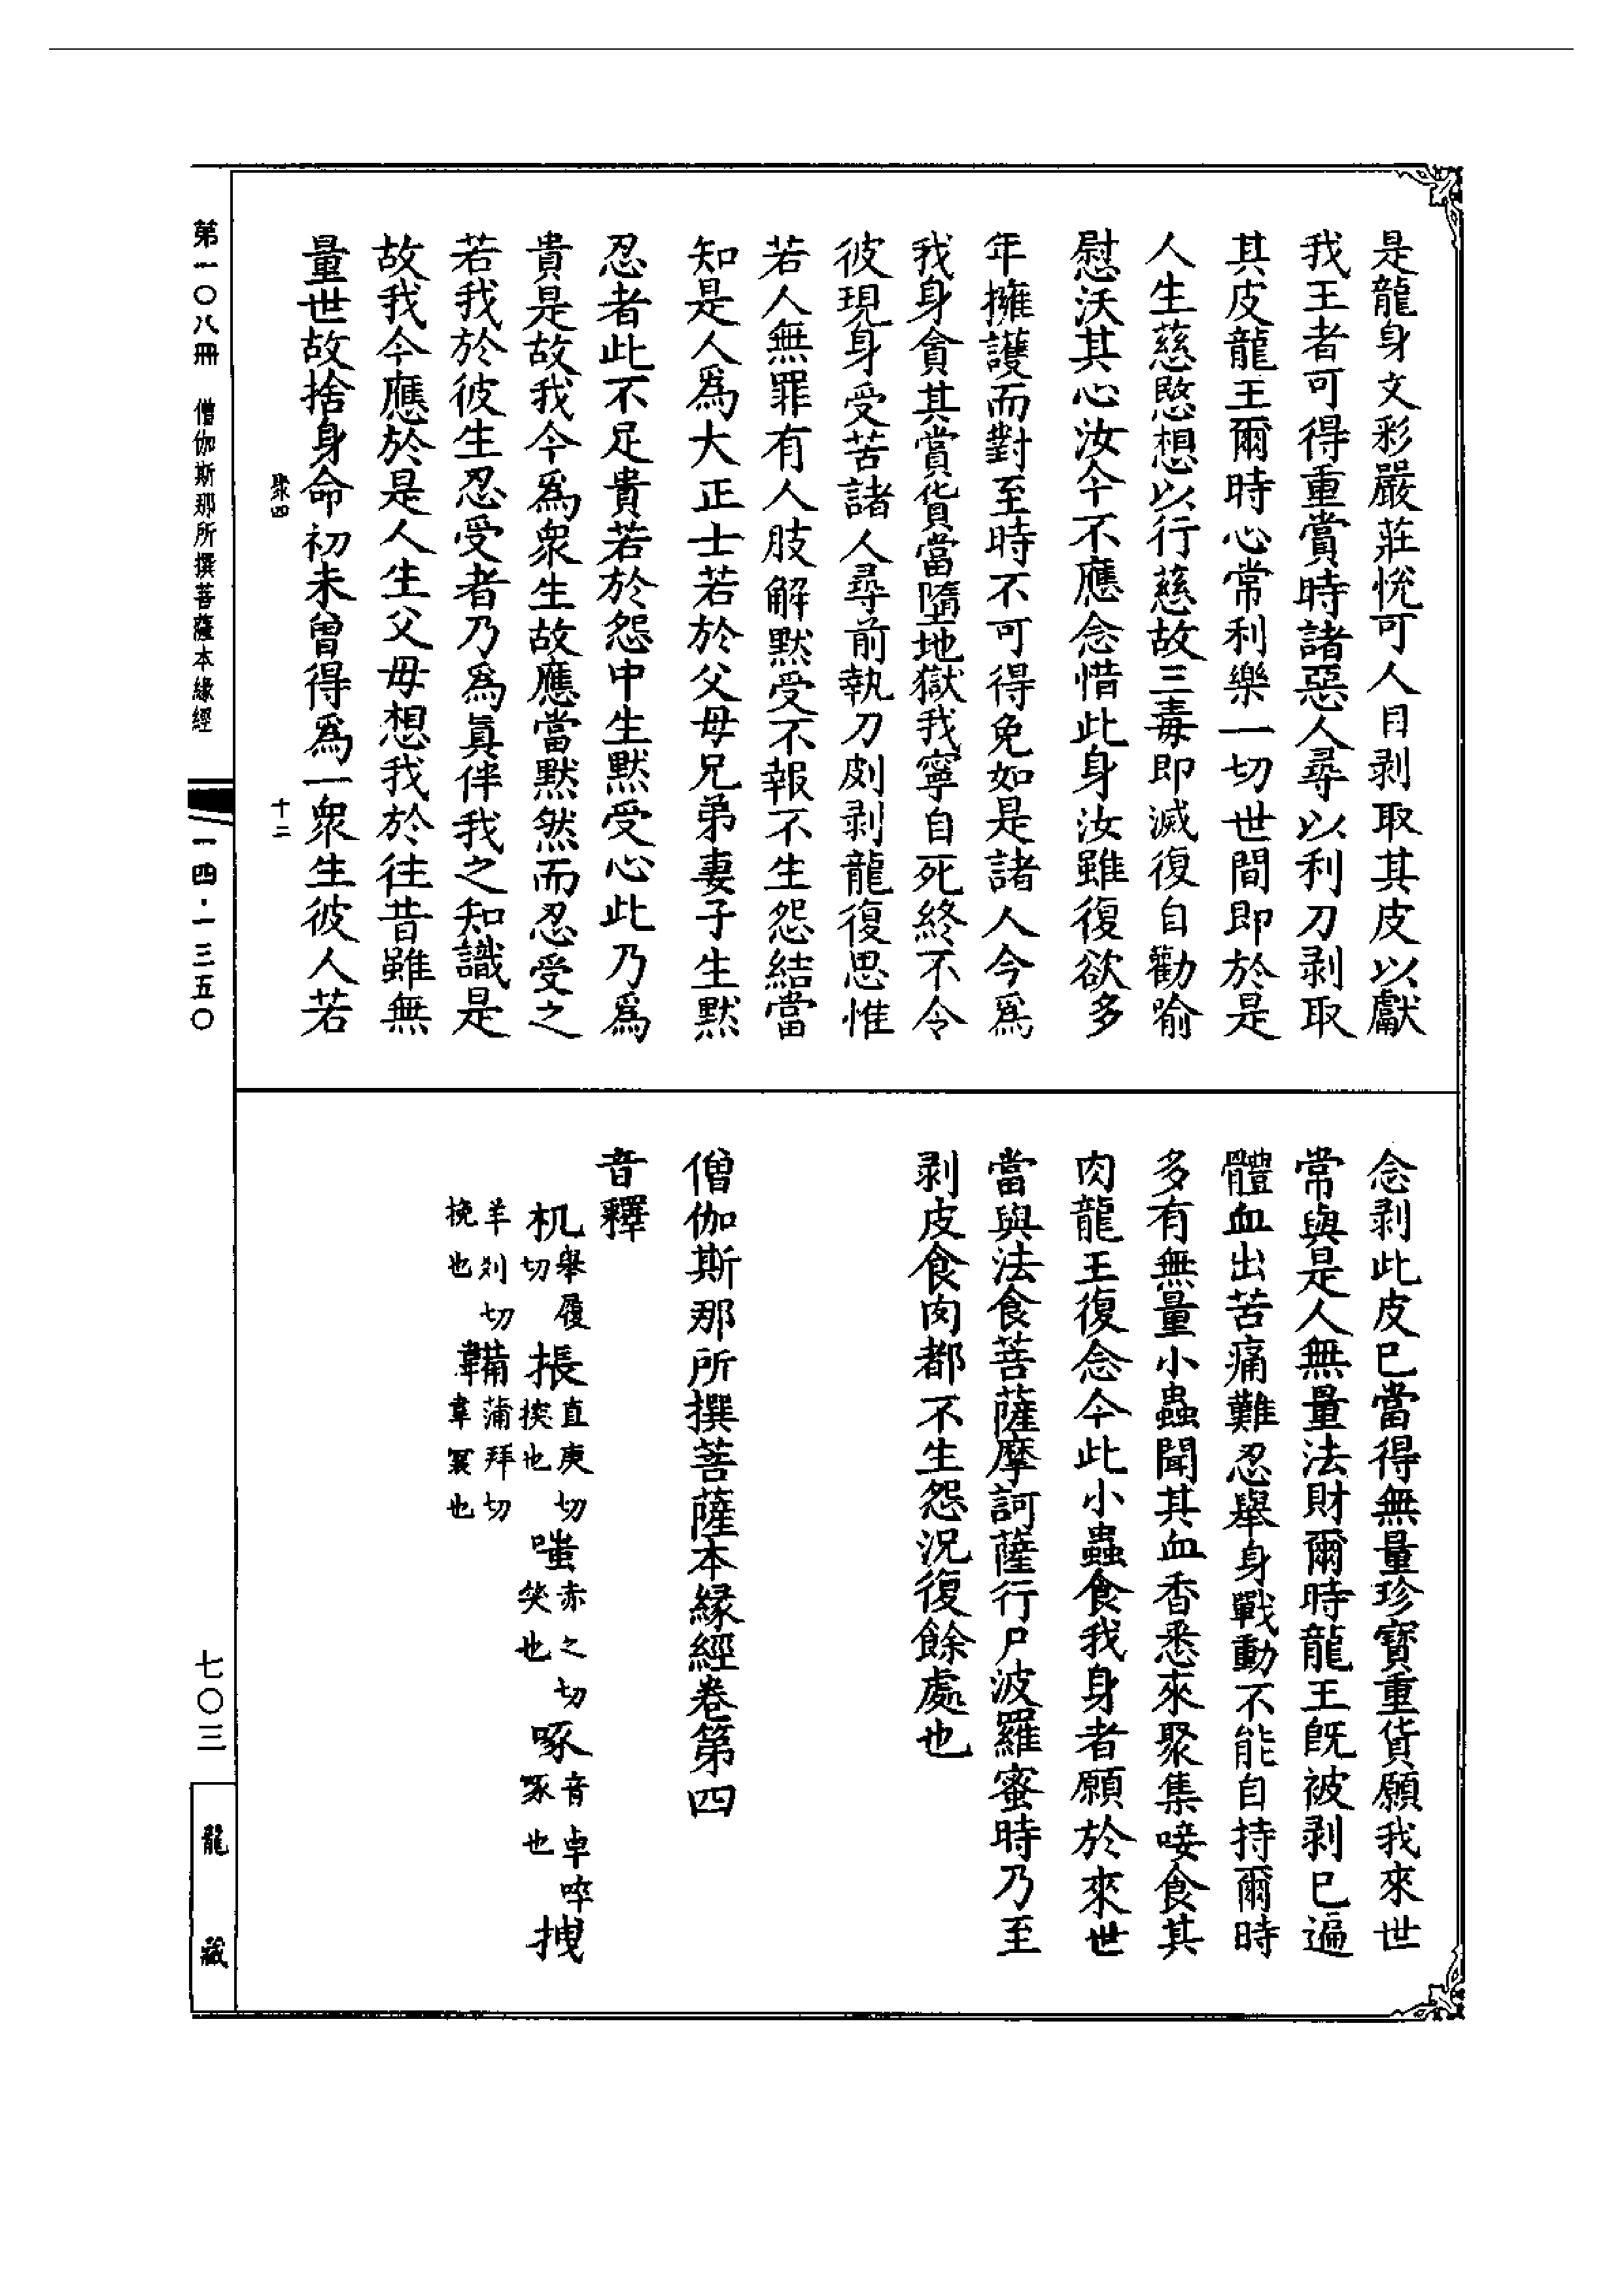 是龍身文彩嚴莊恱可人目剥取其皮以獻
我王者可得重賞時諸惡人尋以利刀剥取
其皮龍王爾時心常利樂一切世間即於是
人生慈愍想以行慈故三毒即滅復自勸喻
慰沃其心汝今不應念惜此身汝雖復欲多
年擁護而對至時不可得免如是諸人今爲
我身貪其賞貨當墮地獄我寧自死終不令
彼現身受苦諸人尋前執刀剫剥龍復思惟
若人無罪有人肢解黙受不報不生怨結當
知是人爲大正士若於父母兄弟妻子生黙
忍者此不足貴若於怨中生黙受心此乃爲
貴是故我今爲衆生故應當黙然而忍受之
若我於彼生忍受者乃爲真伴我之知識是
故我今應於是人生父母想我於往昔雖無
量世故捨身命初未曾得爲一衆生彼人若
聚四 十二
念剥此皮已當得無量珍寶重貨願我來世
常與是人無量法財爾時龍王旣被剥已遍
體血出苦痛難忍舉身戰動不能自持爾時
多有無量小蟲聞其血香悉來聚集唼食其
肉龍王復念今此小蟲食我身者願於來世
當與法食菩薩摩訶薩行尸波羅蜜時乃至
剥皮食肉都不生怨況復餘處也
僧伽斯那所撰菩薩本緣經卷第四
音釋
机舉履切 掁直庚切揬也 嗤赤之切笑也 啄音卓啐啄也 拽
羊列切挽也 韛蒲拜切韋囊也
第一〇八冊 僧伽斯那所撰菩薩本緣經 一四·一三五〇
七〇三
龍藏